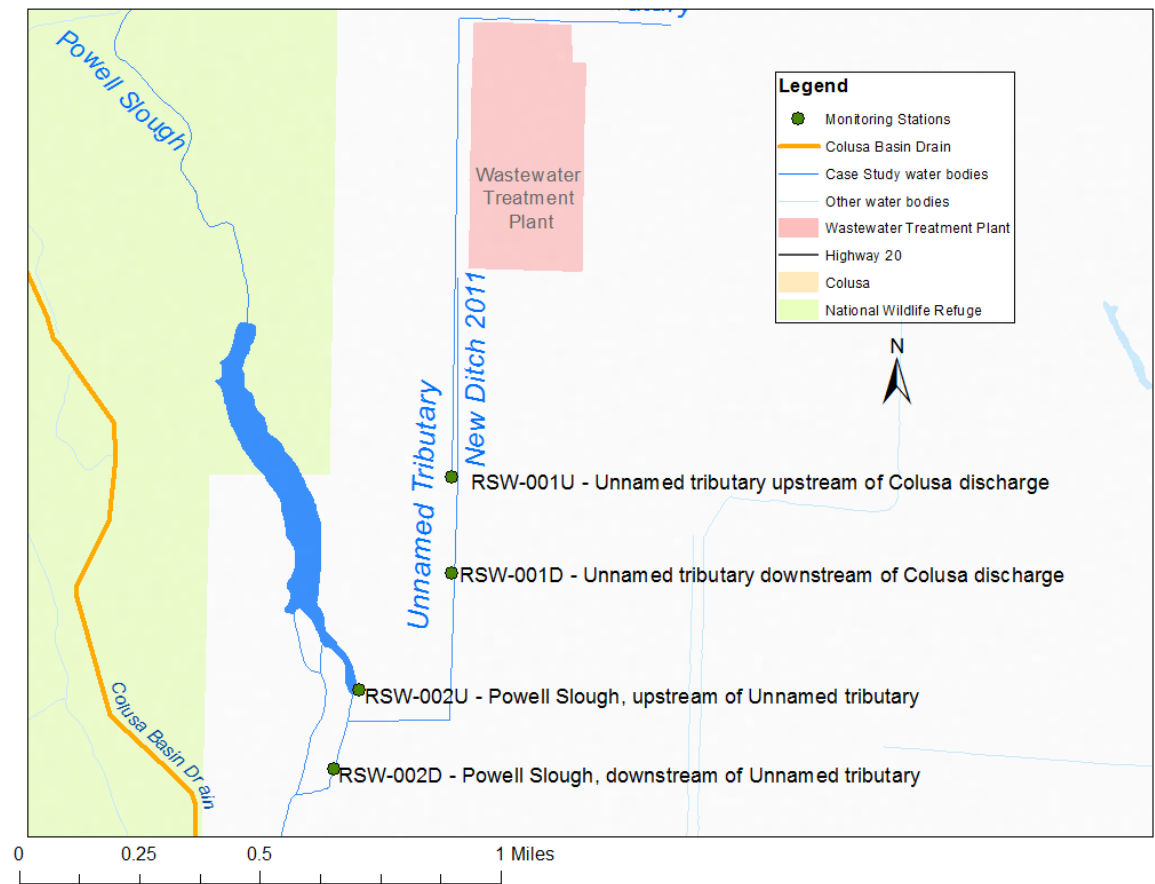 utary
Powell Slough
Wastewater
Treatment
Plant
Legend
Monitoring Stations
Colusa Basin Drain
Case Study water bodies
Other water bodies
Wastewater Treatment Plant
Highway 20
Colusa
National Wildlife Refuge
N
New Ditch 2011
Unnamed Tributary
RSW-001U - Unnamed tributary upstream of Colusa discharge
RSW-001D - Unnamed tributary downstream of Colusa discharge
RSW-002U - Powell Slough, upstream of Unnamed tributary
Colusa Basin Drain
RSW-002D - Powell Slough, downstream of Unnamed tributary
0 0.25 0.5 1 Miles